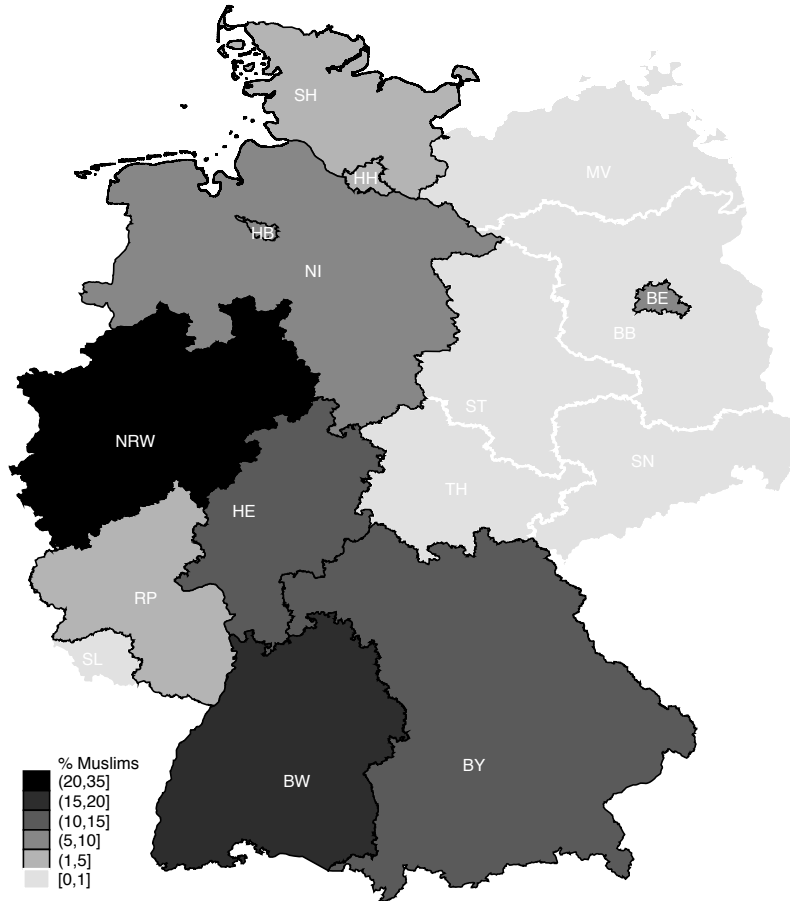 SH
MV
HH
HB
NI
BE
BB
ST
NRW
SN
TH
HE
RP
SL
BY
BW
% Muslims
(20,35]
(15,20]
(10,15]
(5,10]
(1,5]
[0,1]